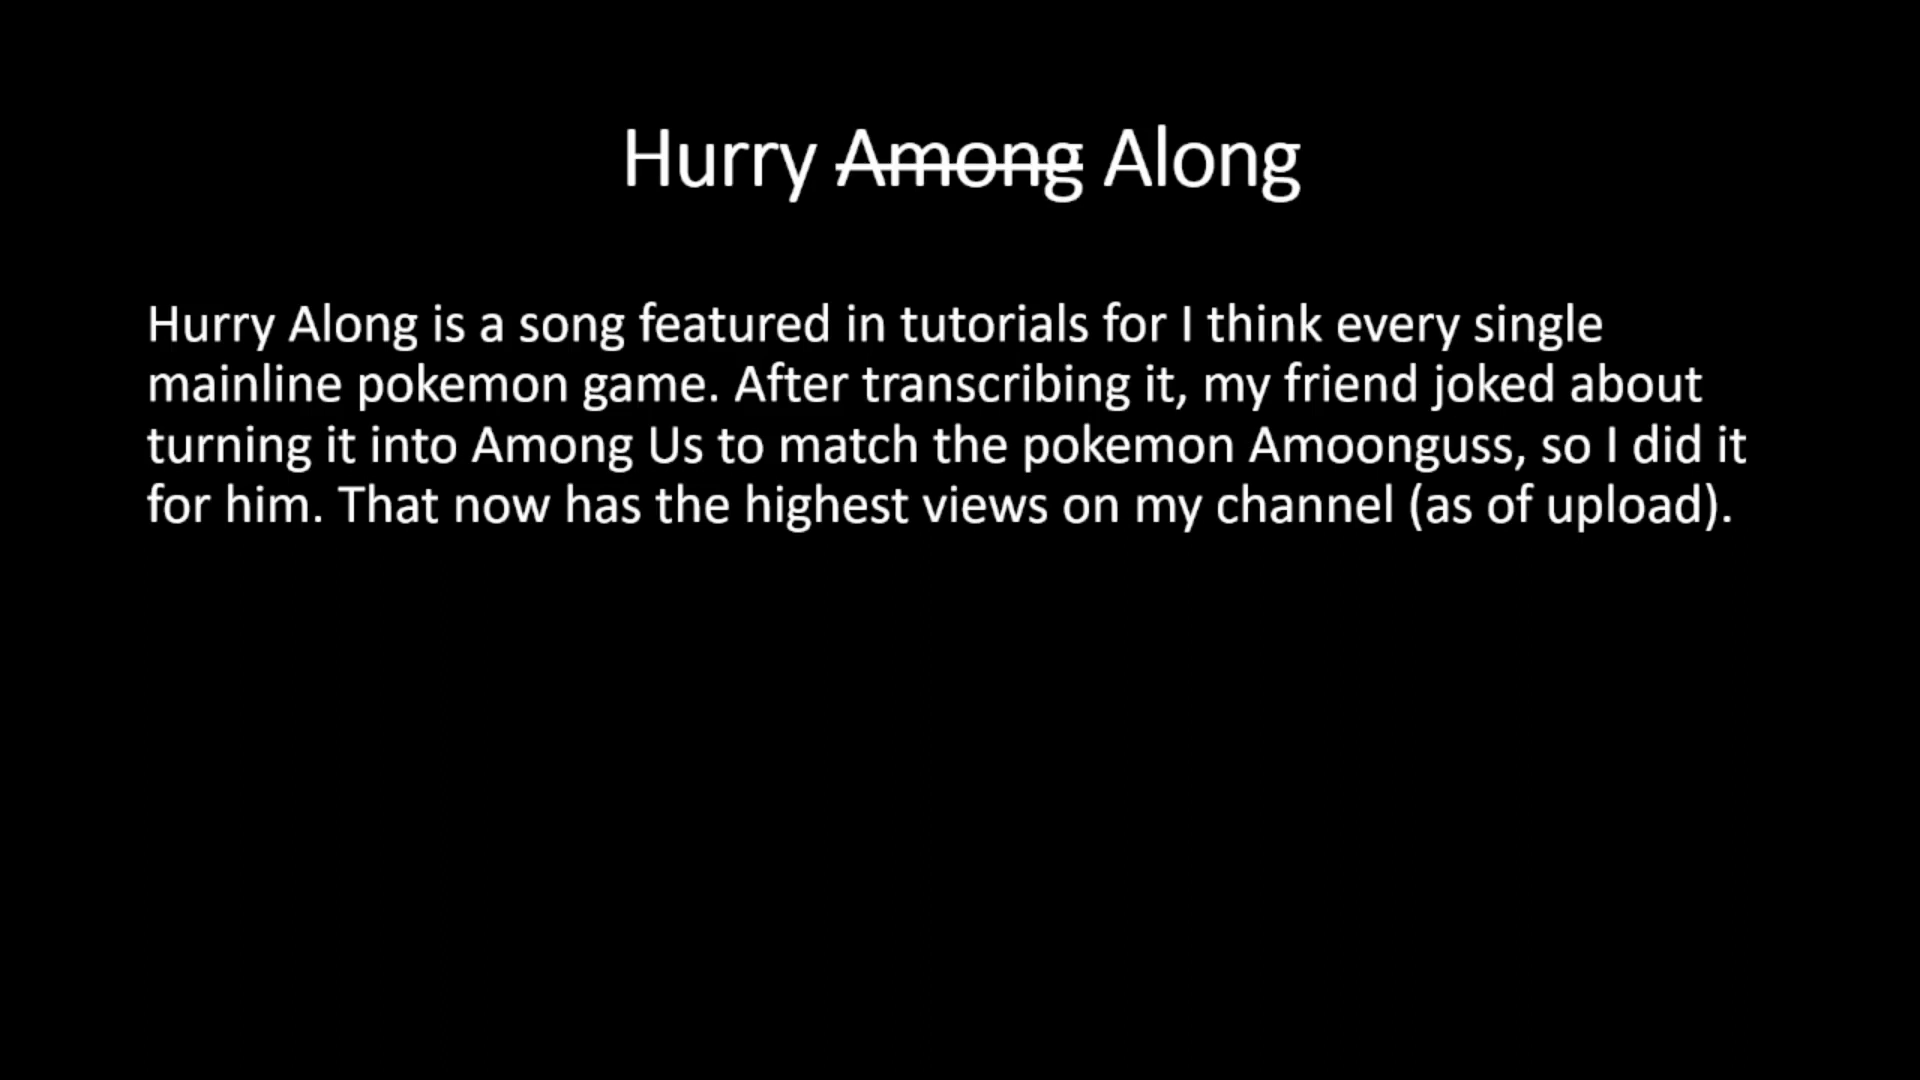 Hurry Among Along
Hurry Along is a song featured in tutorials for I think every single
mainline pokemon game. After transcribing it, my friend joked about
turning it into Among Us to match the pokemon Amoonguss, so I did it
for him. That now has the highest views on my channel (as of upload).